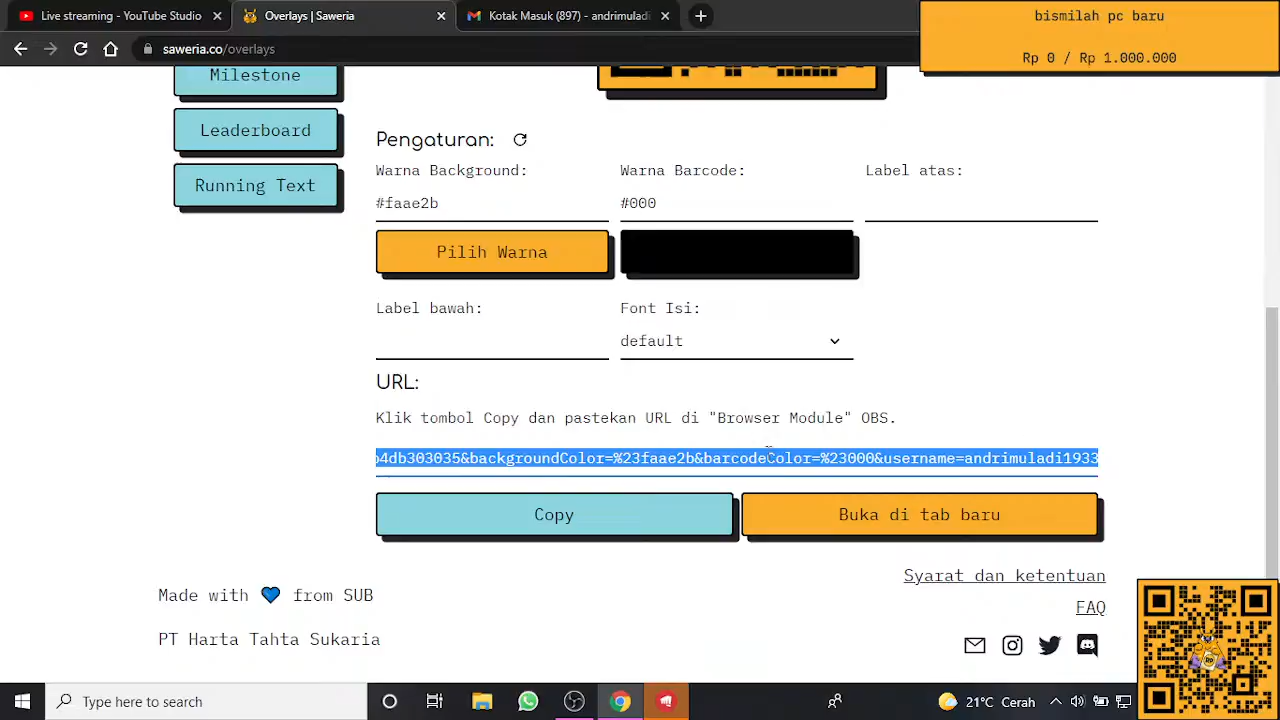 Live streaming - YouTube Studio
Overlays | Saweria
Kotak Masuk (897) - andrimuladi
saweria.co/overlays
bismilah pc baru
Rp 0 / Rp 1.000.000
Milestone
Leaderboard
Running Text
Pengaturan:
Warna Background:
Warna Barcode:
Label atas:
#faae2b
#000
Pilih Warna
Label bawah:
Font Isi:
default
URL:
Klik tombol Copy dan pastekan URL di "Browser Module" OBS.
b4db303035&backgroundColor=%23faae2b&barcodeColor=%23000&username=andrimuladi1933
Copy
Buka di tab baru
Syarat dan ketentuan
FAQ
Made with 💙 from SUB
PT Harta Tahta Sukaria
Type here to search
21°C Cerah